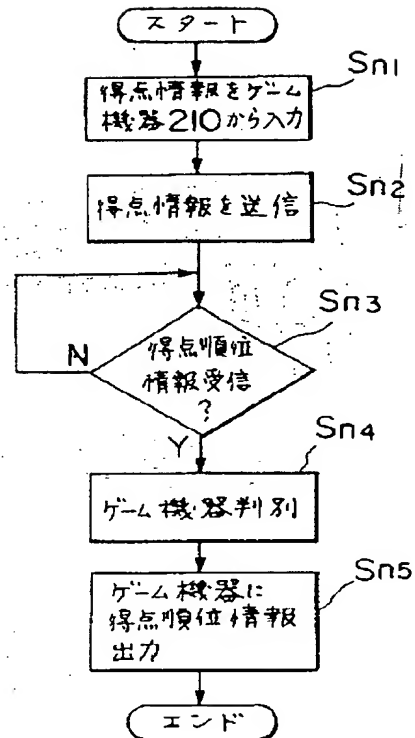 スタート
Sn1
得点情報をゲーム
機器210から入力
Sn2
得点情報を送信
Sn3
N
得点順位
情報受信
?
Y
Sn4
ゲーム機器判別
Sn5
ゲーム機器に
得点順位情報
出力
エンド